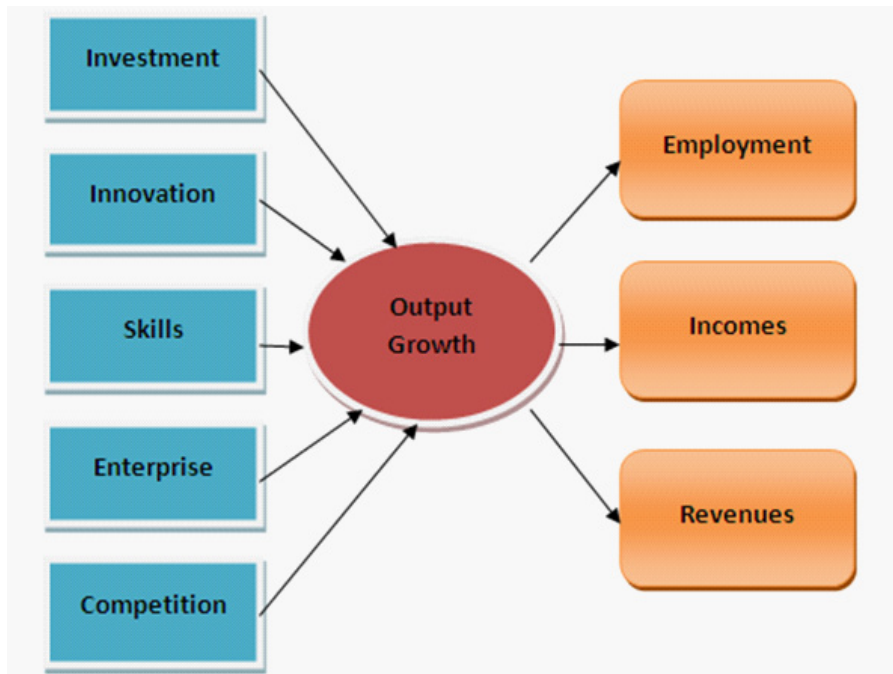 Investment
Innovation
Skills
Enterprise
Competition
Output
Growth
Employment
Incomes
Revenues